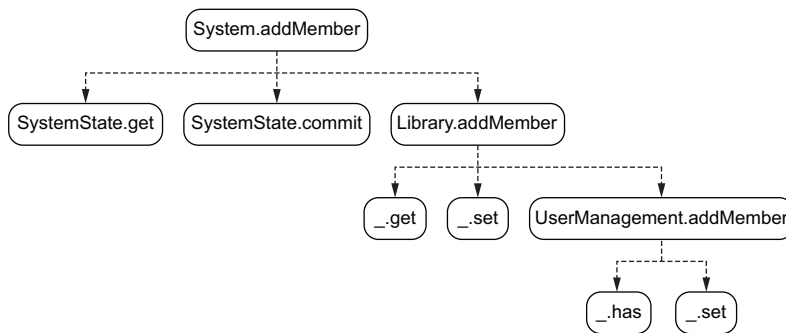 System.addMember
SystemState.get
SystemState.commit
Library.addMember
_.get
_.set
UserManagement.addMember
_.has
_.set